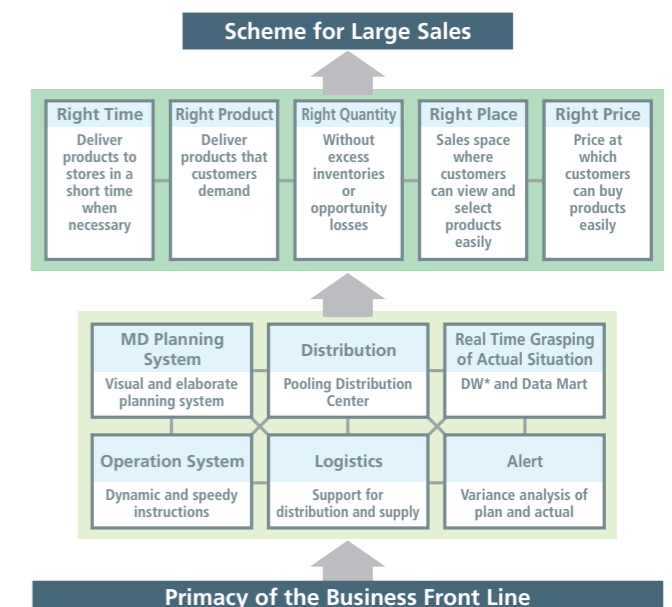 Scheme for Large Sales
Right Time
Deliver
products to
stores in a
short time
when
necessary
Right Product
Deliver
products that
customers
demand
Right Quantity
Without
excess
inventories
or
opportunity
losses
Right Place
Sales space
where
customers
can view and
select
products
easily
Right Price
Price at
which
customers
can buy
products
easily
MD Planning
System
Visual and elaborate
planning system
Distribution
Pooling Distribution
Center
Real Time Grasping
of Actual Situation
DW* and Data Mart
Operation System
Dynamic and speedy
instructions
Logistics
Support for
distribution and supply
Alert
Variance analysis of
plan and actual
Primacy of the Business Front Line